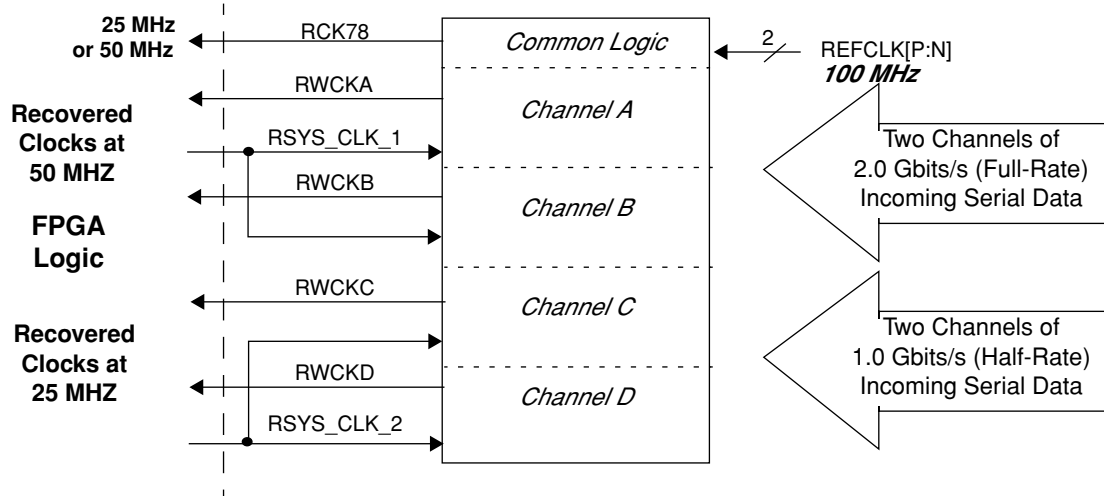 25 MHz
or 50 MHz
RCK78
Common Logic
2
REFCLK[P:N]
100 MHz
RWCKA
Channel A
Recovered
Clocks at
50 MHZ
RSYS_CLK_1
Two Channels of
2.0 Gbits/s (Full-Rate)
Incoming Serial Data
RWCKB
Channel B
FPGA
Logic
RWCKC
Channel C
Recovered
Clocks at
25 MHZ
Two Channels of
1.0 Gbits/s (Half-Rate)
Incoming Serial Data
RWCKD
Channel D
RSYS_CLK_2